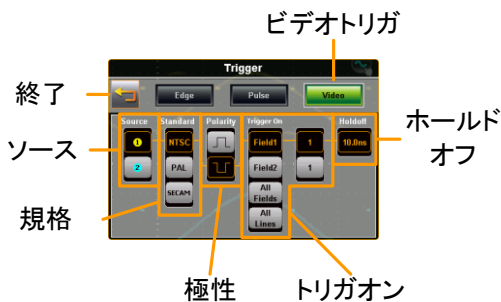 ビデオトリガ
Trigger
終了
Edge Pulse Video
Source Standard Polarity Trigger On Holdoff
ホールド
オフ
ソース
1 NTSC Field1 1 10.0ns
2 PAL Field2 1
SECAM All
Fields
All
Lines
規格
極性
トリガオン